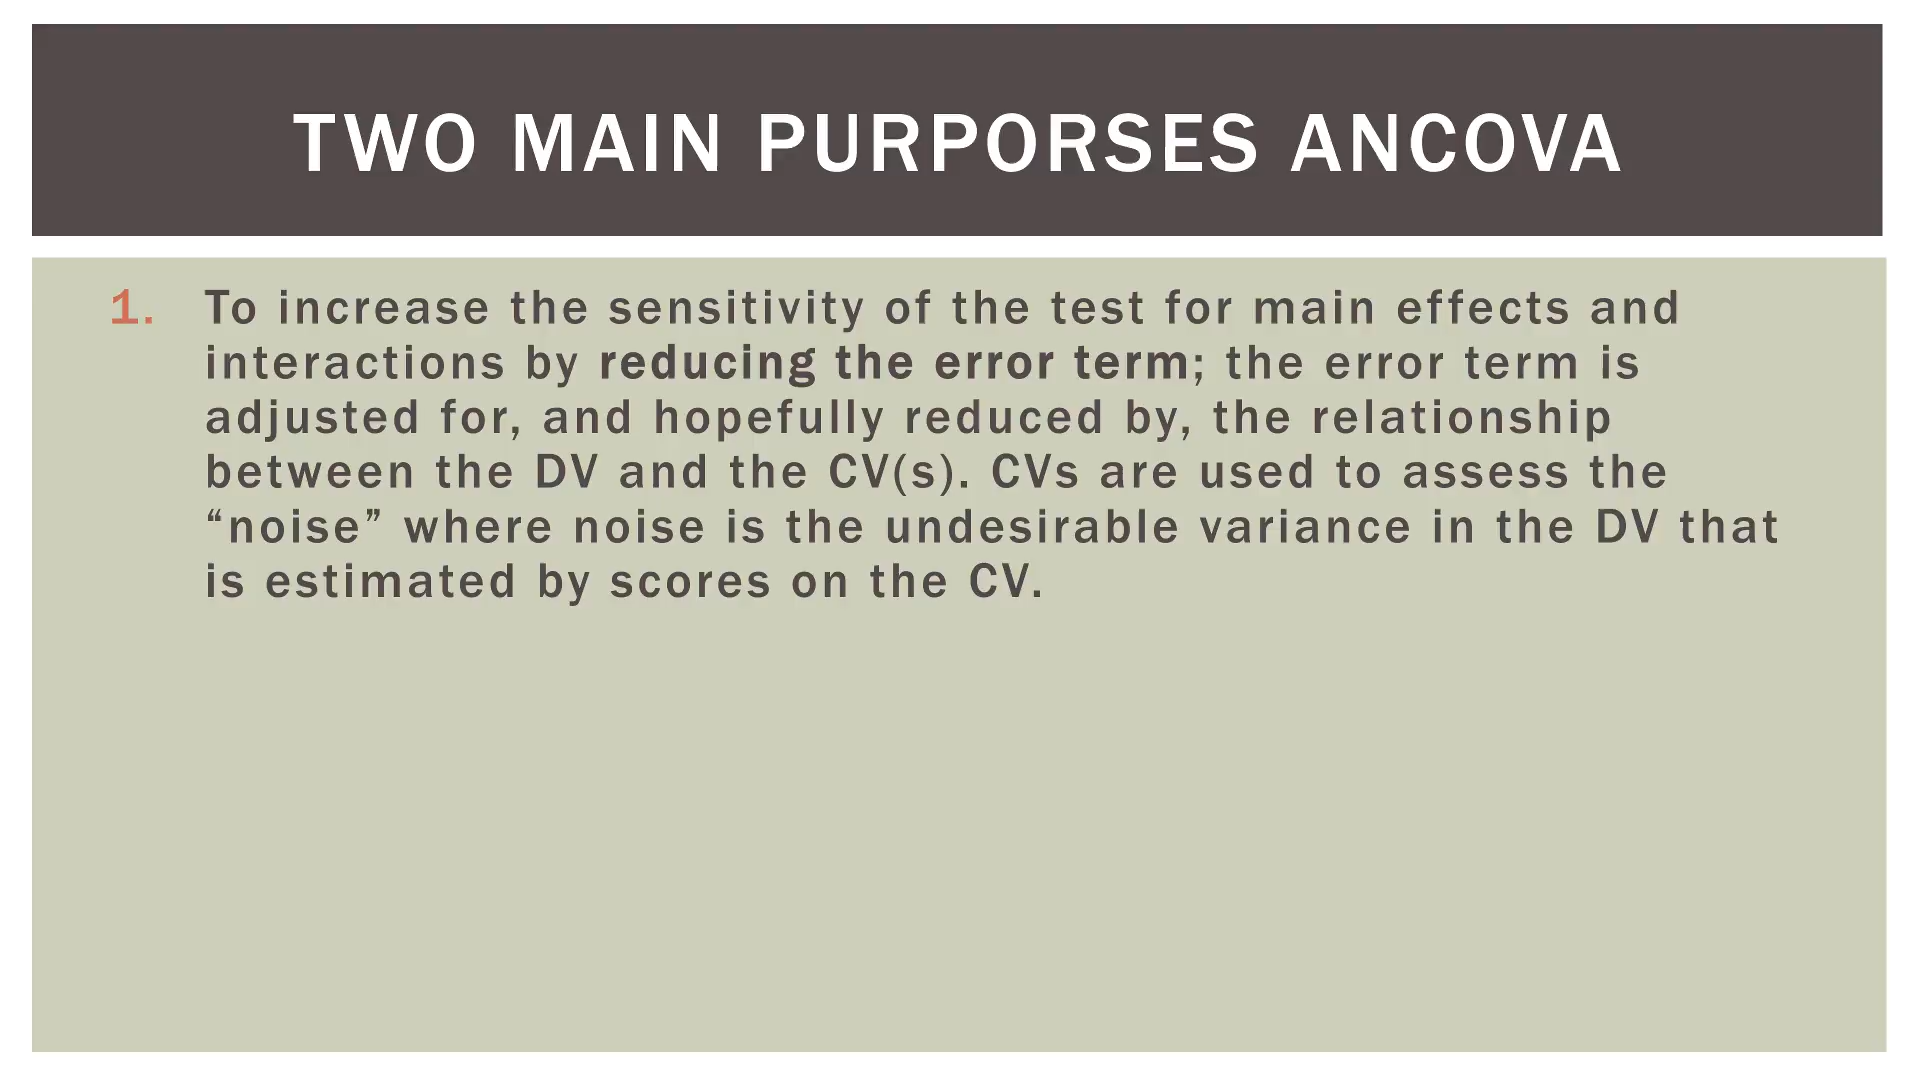 TWO MAIN PURPORSES ANCOVA
1. To increase the sensitivity of the test for main effects and
interactions by reducing the error term; the error term is
adjusted for, and hopefully reduced by, the relationship
between the DV and the CV(s). CVs are used to assess the
“noise” where noise is the undesirable variance in the DV that
is estimated by scores on the CV.